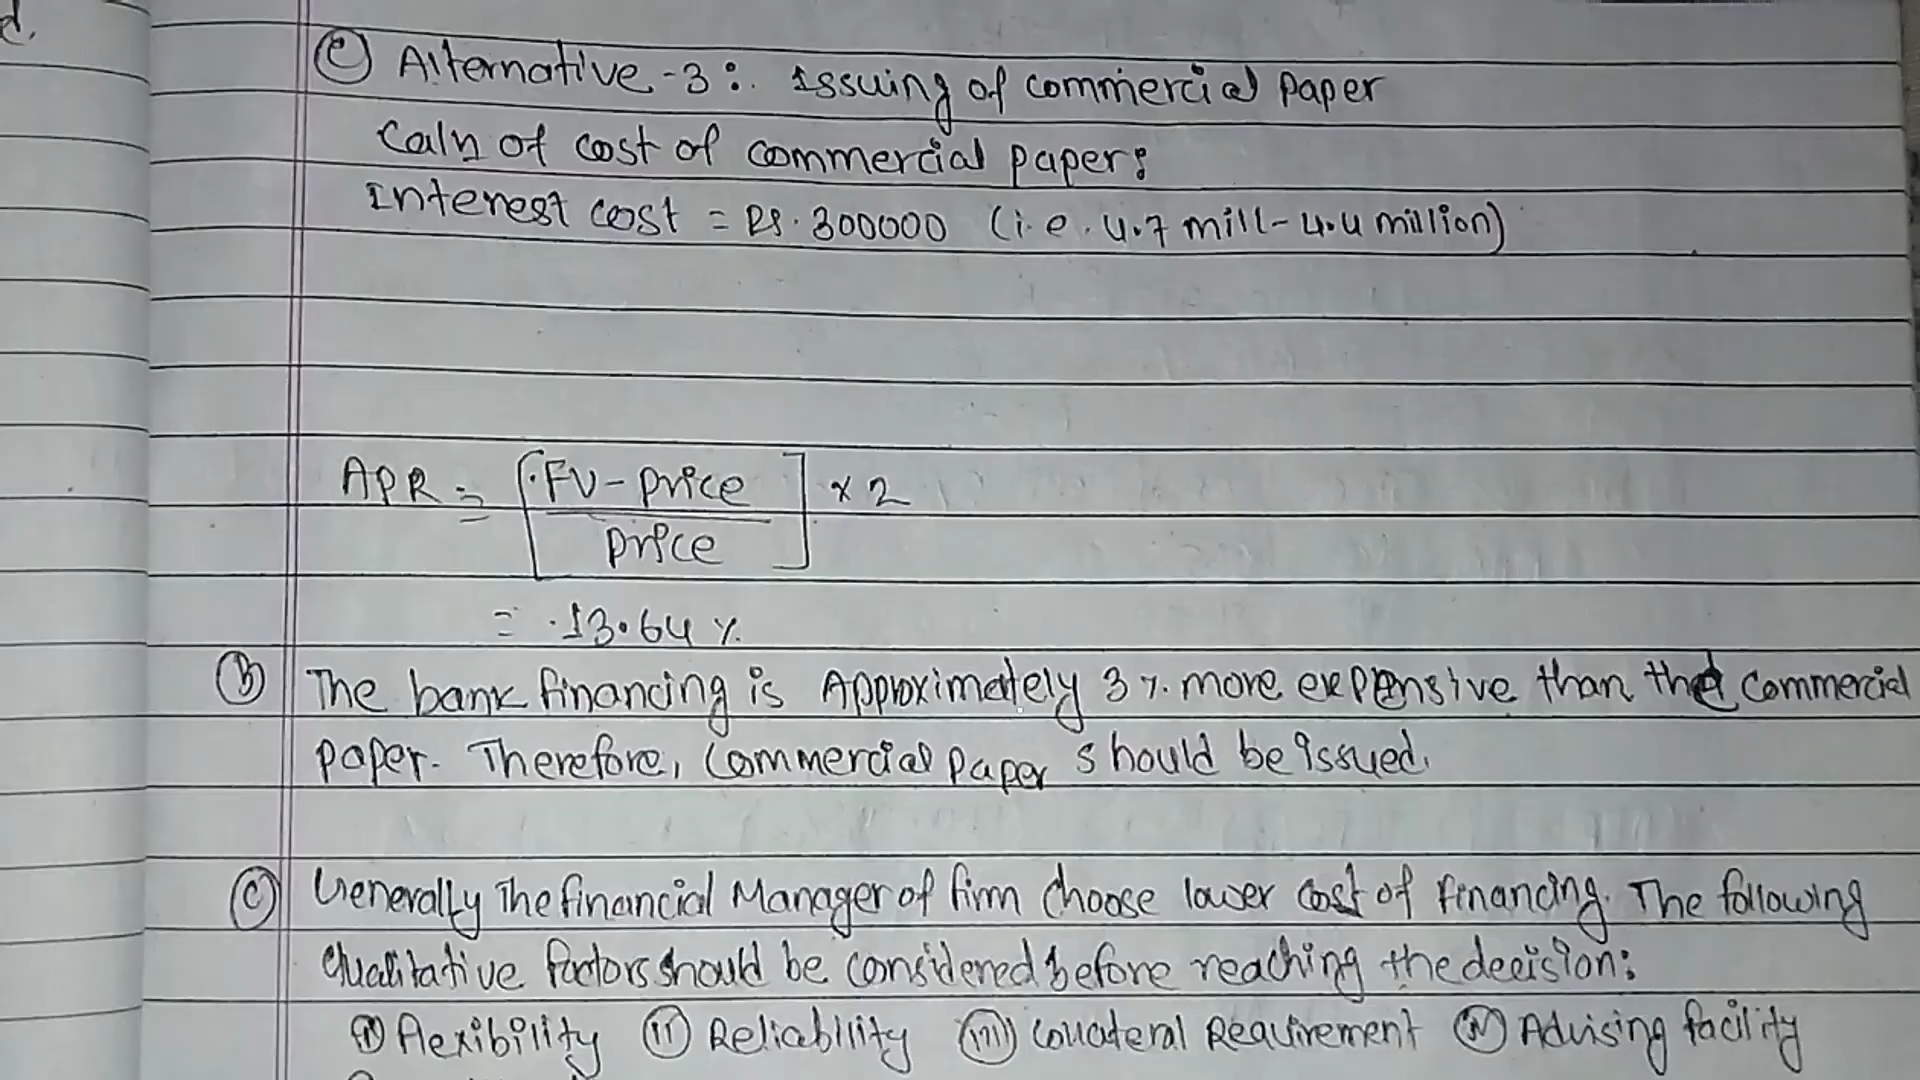 d.
(c) Alternative-3:. Issuing of commercial paper
Caln of cost of commercial paper:
Interest cost = Rs. 300000 (i.e. 4.7 mill - 4.4 million)
APR = [FV - price / price] × 2
= 13.64 %
(b) The bank financing is Approximately 3 % more expensive than the commercial
paper. Therefore, Commercial paper should be issued.
(c) Generally The financial Manager of firm choose lower cost of financing. The following
qualitative factors should be considered before reaching the decision:
(i) flexibility (ii) Reliability (iii) Collateral Requirement (iv) Advising facility